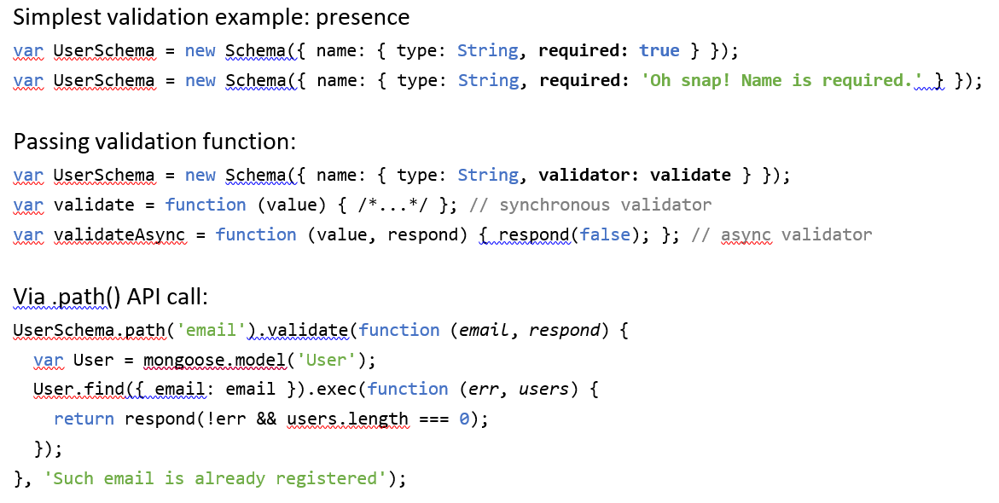 Simplest validation example: presence
var UserSchema = new Schema({ name: { type: String, required: true } });
var UserSchema = new Schema({ name: { type: String, required: 'Oh snap! Name is required.' } });
Passing validation function:
var UserSchema = new Schema({ name: { type: String, validator: validate } });
var validate = function (value) { /*...*/ }; // synchronous validator
var validateAsync = function (value, respond) { respond(false); }; // async validator
Via .path() API call:
UserSchema.path('email').validate(function (email, respond) {
  var User = mongoose.model('User');
  User.find({ email: email }).exec(function (err, users) {
    return respond(!err && users.length === 0);
  });
}, 'Such email is already registered');